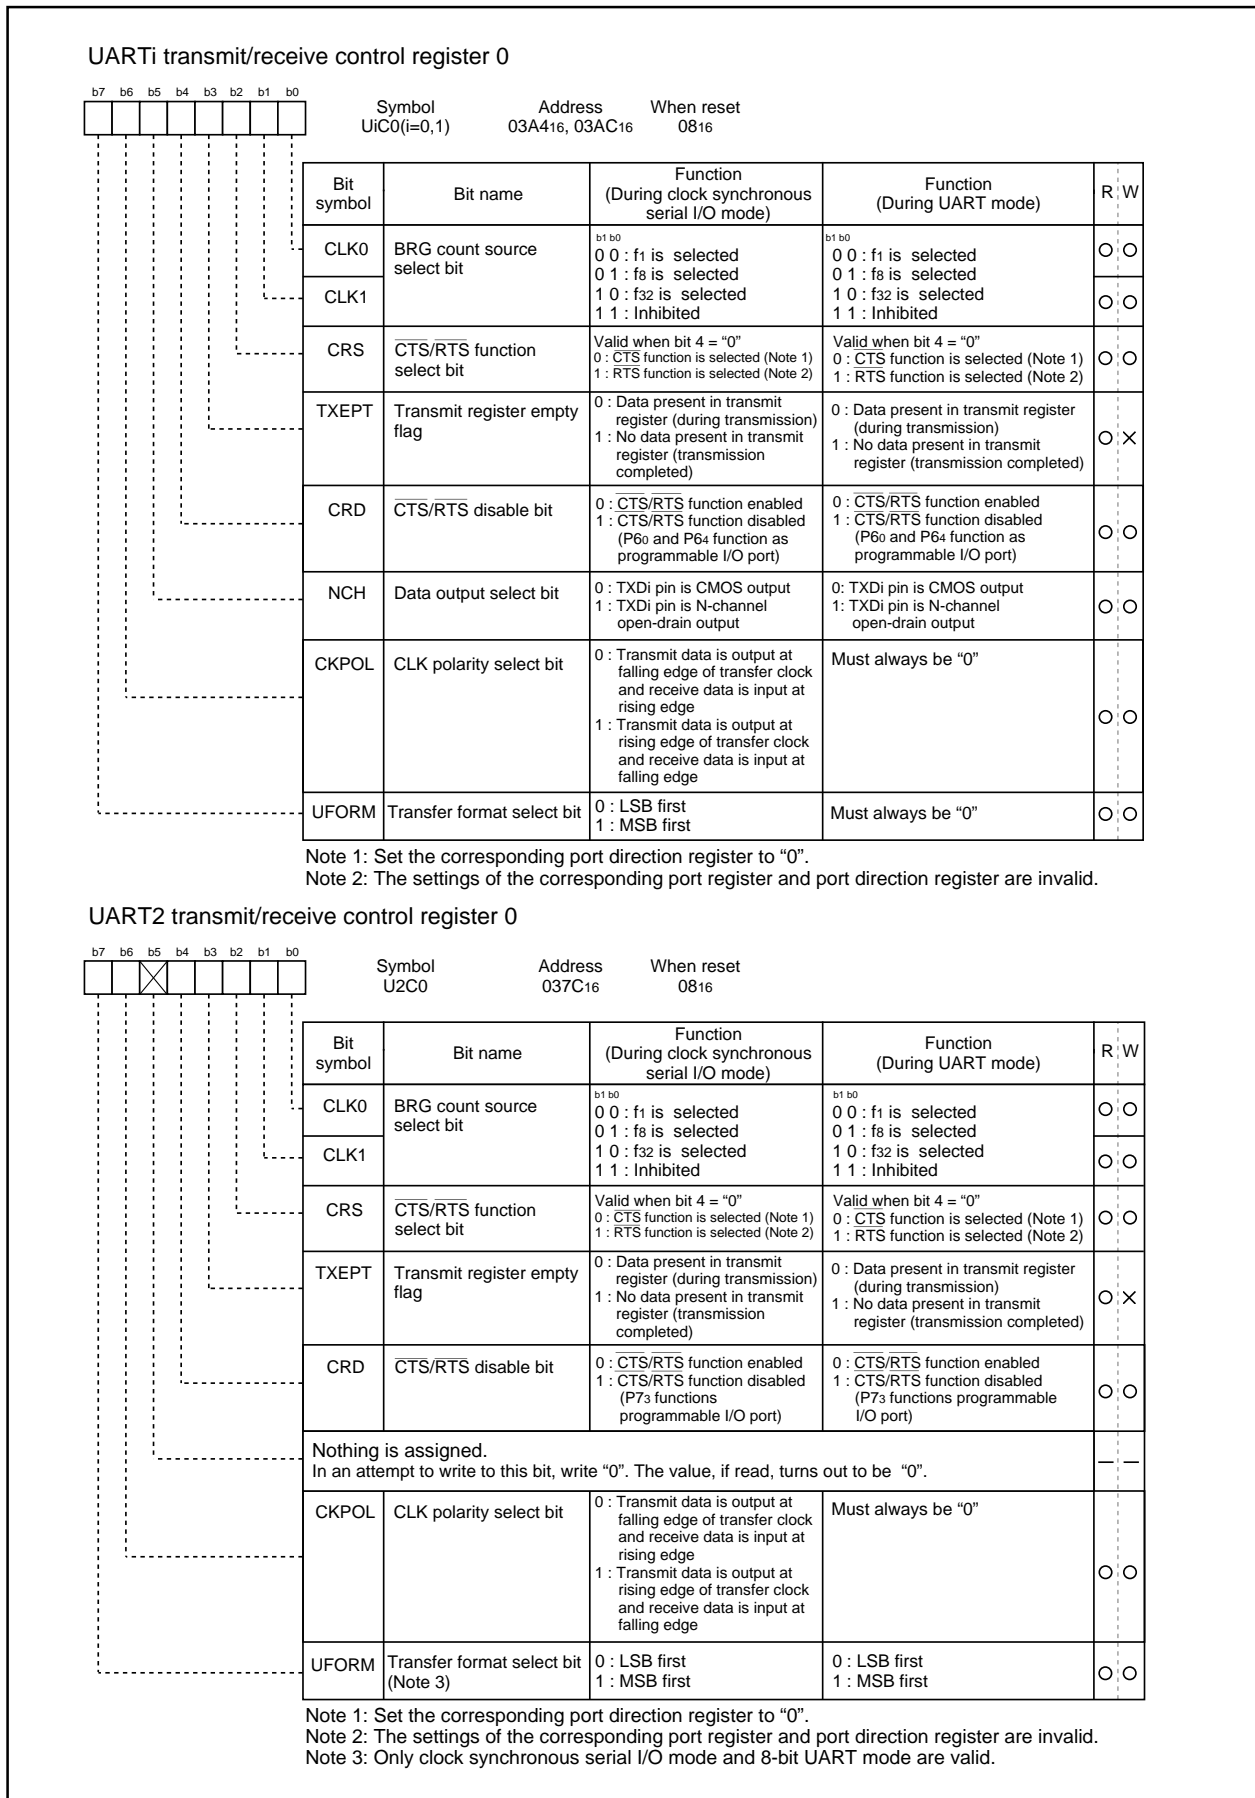 UARTi transmit/receive control register 0
b7 b6 b5 b4 b3 b2 b1 b0
Symbol Address When reset
UiC0(i=0,1) 03A416, 03AC16 0816
Bit symbol Bit name Function (During clock synchronous serial I/O mode) Function (During UART mode) R W
CLK0 BRG count source select bit
b1 b0 b1 b0
0 0 : f1 is selected 0 0 : f1 is selected
0 1 : f8 is selected 0 1 : f8 is selected
CLK1 1 0 : f32 is selected 1 0 : f32 is selected
1 1 : Inhibited 1 1 : Inhibited
CRS CTS/RTS function select bit
Valid when bit 4 = “0” Valid when bit 4 = “0”
0 : CTS function is selected (Note 1) 0 : CTS function is selected (Note 1)
1 : RTS function is selected (Note 2) 1 : RTS function is selected (Note 2)
TXEPT Transmit register empty flag
0 : Data present in transmit register (during transmission)
1 : No data present in transmit register (transmission completed)
0 : Data present in transmit register (during transmission)
1 : No data present in transmit register (transmission completed)
CRD CTS/RTS disable bit
0 : CTS/RTS function enabled
1 : CTS/RTS function disabled
(P60 and P64 function as programmable I/O port)
0 : CTS/RTS function enabled
1 : CTS/RTS function disabled
(P60 and P64 function as programmable I/O port)
NCH Data output select bit
0 : TXDi pin is CMOS output
1 : TXDi pin is N-channel open-drain output
0: TXDi pin is CMOS output
1: TXDi pin is N-channel open-drain output
CKPOL CLK polarity select bit
0 : Transmit data is output at falling edge of transfer clock and receive data is input at rising edge
1 : Transmit data is output at rising edge of transfer clock and receive data is input at falling edge
Must always be “0”
UFORM Transfer format select bit
0 : LSB first
1 : MSB first
Must always be “0”
Note 1: Set the corresponding port direction register to “0”.
Note 2: The settings of the corresponding port register and port direction register are invalid.
UART2 transmit/receive control register 0
b7 b6 b5 b4 b3 b2 b1 b0
Symbol Address When reset
U2C0 037C16 0816
Bit symbol Bit name Function (During clock synchronous serial I/O mode) Function (During UART mode) R W
CLK0 BRG count source select bit
b1 b0 b1 b0
0 0 : f1 is selected 0 0 : f1 is selected
0 1 : f8 is selected 0 1 : f8 is selected
CLK1 1 0 : f32 is selected 1 0 : f32 is selected
1 1 : Inhibited 1 1 : Inhibited
CRS CTS/RTS function select bit
Valid when bit 4 = “0” Valid when bit 4 = “0”
0 : CTS function is selected (Note 1) 0 : CTS function is selected (Note 1)
1 : RTS function is selected (Note 2) 1 : RTS function is selected (Note 2)
TXEPT Transmit register empty flag
0 : Data present in transmit register (during transmission)
1 : No data present in transmit register (transmission completed)
0 : Data present in transmit register (during transmission)
1 : No data present in transmit register (transmission completed)
CRD CTS/RTS disable bit
0 : CTS/RTS function enabled
1 : CTS/RTS function disabled
(P73 functions programmable I/O port)
0 : CTS/RTS function enabled
1 : CTS/RTS function disabled
(P73 functions programmable I/O port)
Nothing is assigned.
In an attempt to write to this bit, write “0”. The value, if read, turns out to be “0”.
CKPOL CLK polarity select bit
0 : Transmit data is output at falling edge of transfer clock and receive data is input at rising edge
1 : Transmit data is output at rising edge of transfer clock and receive data is input at falling edge
Must always be “0”
UFORM Transfer format select bit (Note 3)
0 : LSB first
1 : MSB first
0 : LSB first
1 : MSB first
Note 1: Set the corresponding port direction register to “0”.
Note 2: The settings of the corresponding port register and port direction register are invalid.
Note 3: Only clock synchronous serial I/O mode and 8-bit UART mode are valid.